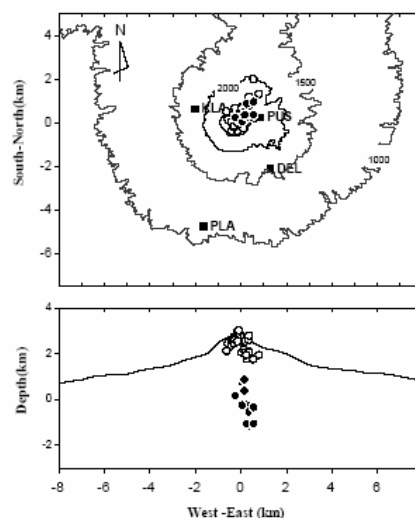 N
4
2000
1500
2
KLA
PUS
0
South-North(km)
-2
DEL
1000
-4
PLA
-6
4
2
Depth(km)
0
-2
-8 -6 -4 -2 0 2 4 6
West -East (km)